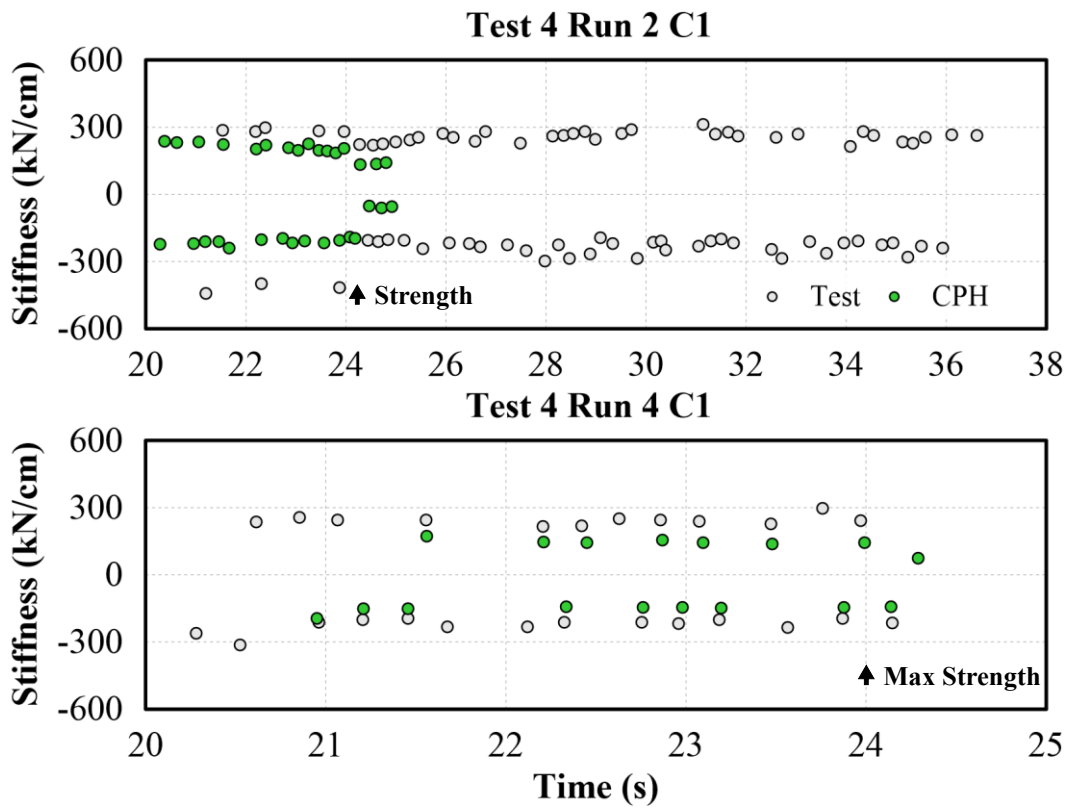 Test 4 Run 2 C1
Stiffness (kN/cm)
600
300
0
-300
-600
Strength
Test
CPH
20 22 24 26 28 30 32 34 36 38
Test 4 Run 4 C1
Stiffness (kN/cm)
600
300
0
-300
-600
Max Strength
20 21 22 23 24 25
Time (s)